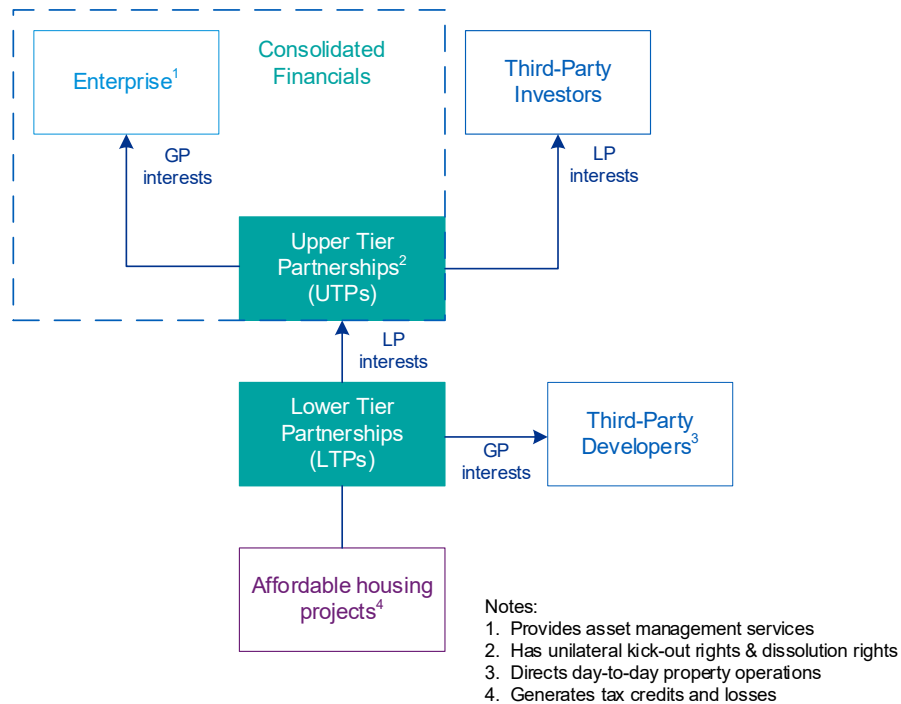 Consolidated
Financials
Enterprise1
Third-Party
Investors
GP
interests
LP
interests
Upper Tier
Partnerships2
(UTPs)
LP
interests
Lower Tier
Partnerships
(LTPs)
Third-Party
Developers3
GP
interests
Affordable housing
projects4
Notes:
1. Provides asset management services
2. Has unilateral kick-out rights & dissolution rights
3. Directs day-to-day property operations
4. Generates tax credits and losses